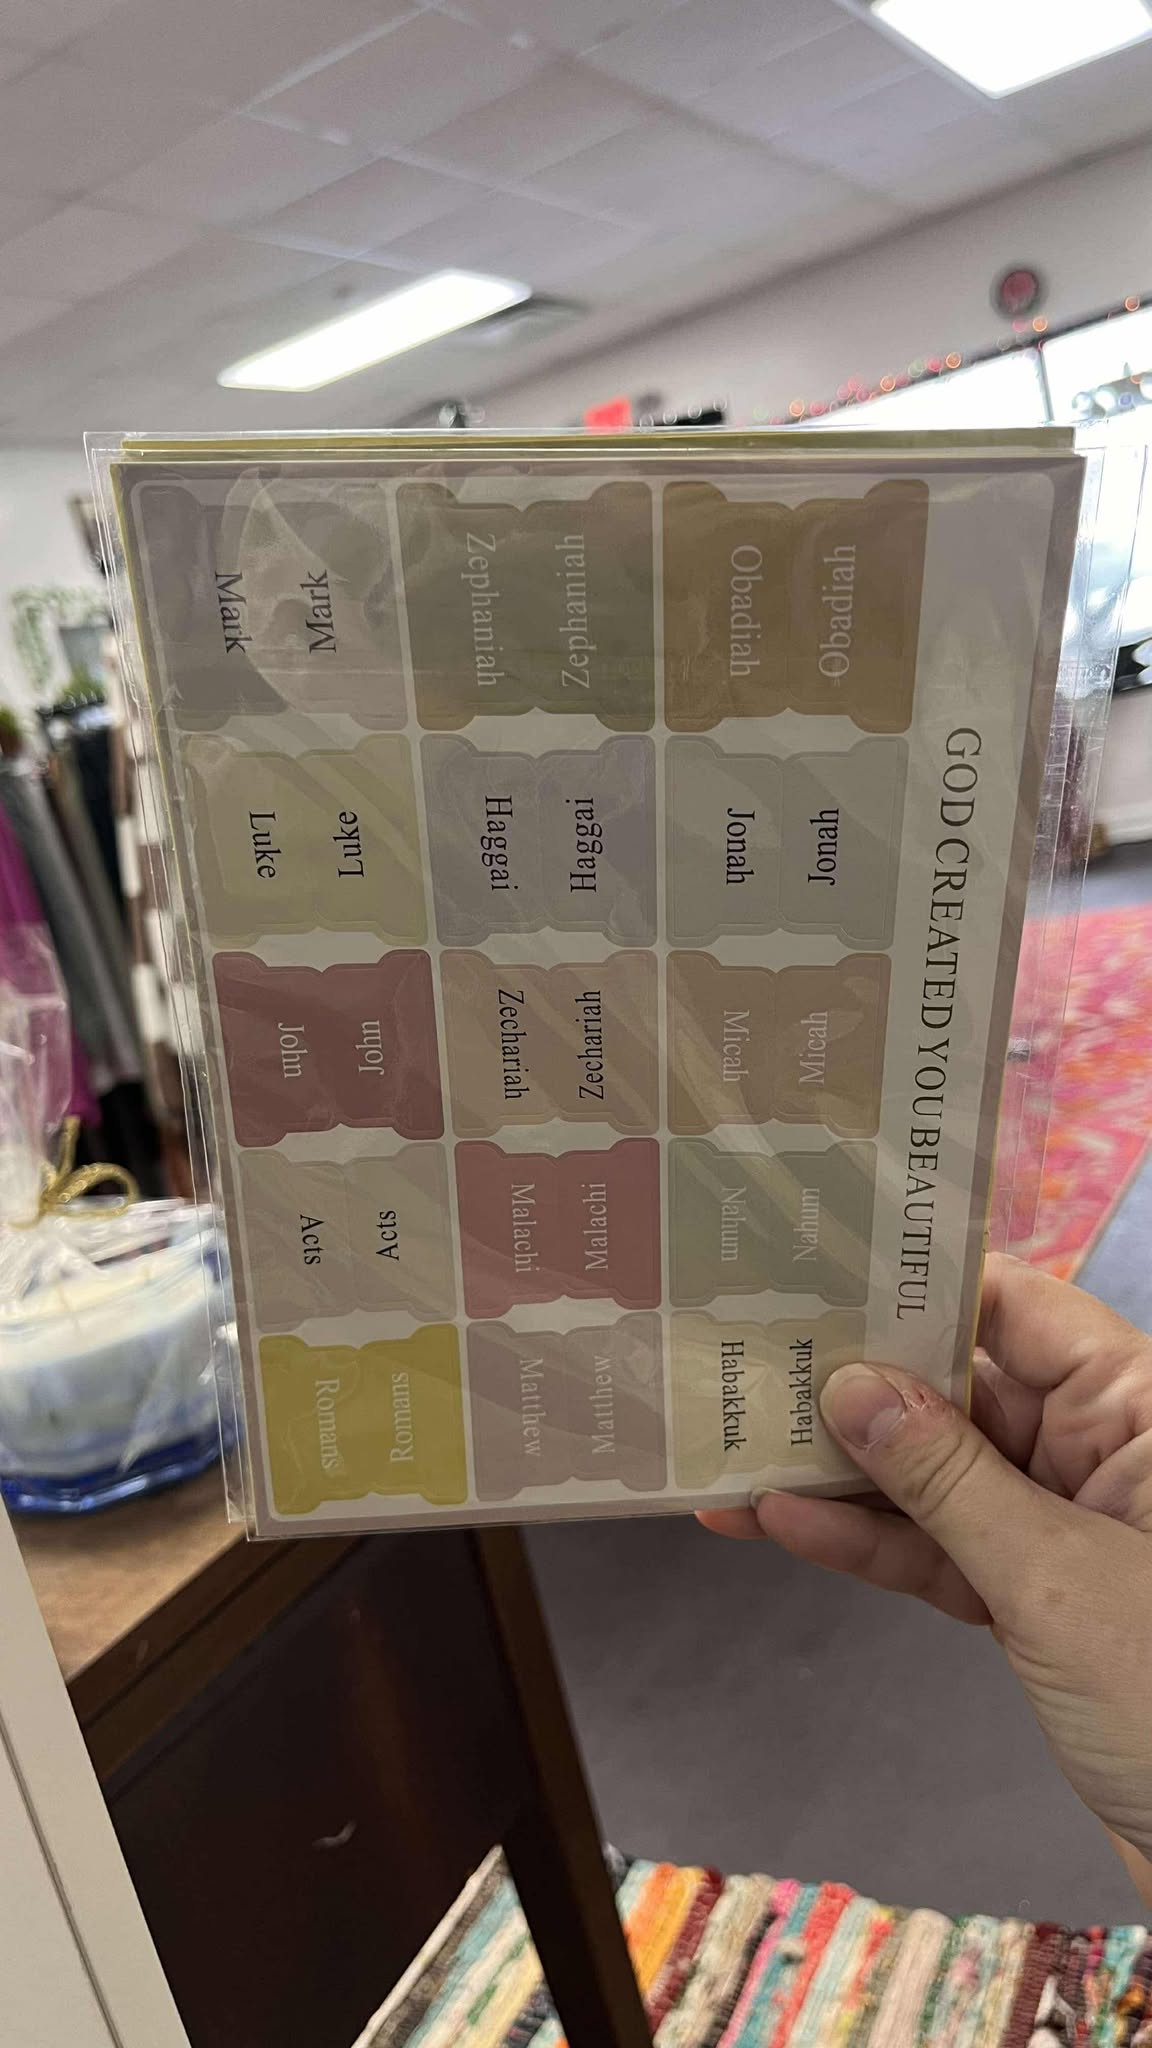 GOD CREATED YOU BEAUTIFUL
Obadiah
Jonah
Micah
Nahum
Habakkuk
Obadiah
Jonah
Micah
Nahum
Habakkuk
Zephaniah
Haggai
Zechariah
Malachi
Matthew
Zephaniah
Haggai
Zechariah
Malachi
Matthew
Mark
Luke
John
Acts
Romans
Mark
Luke
John
Acts
Romans